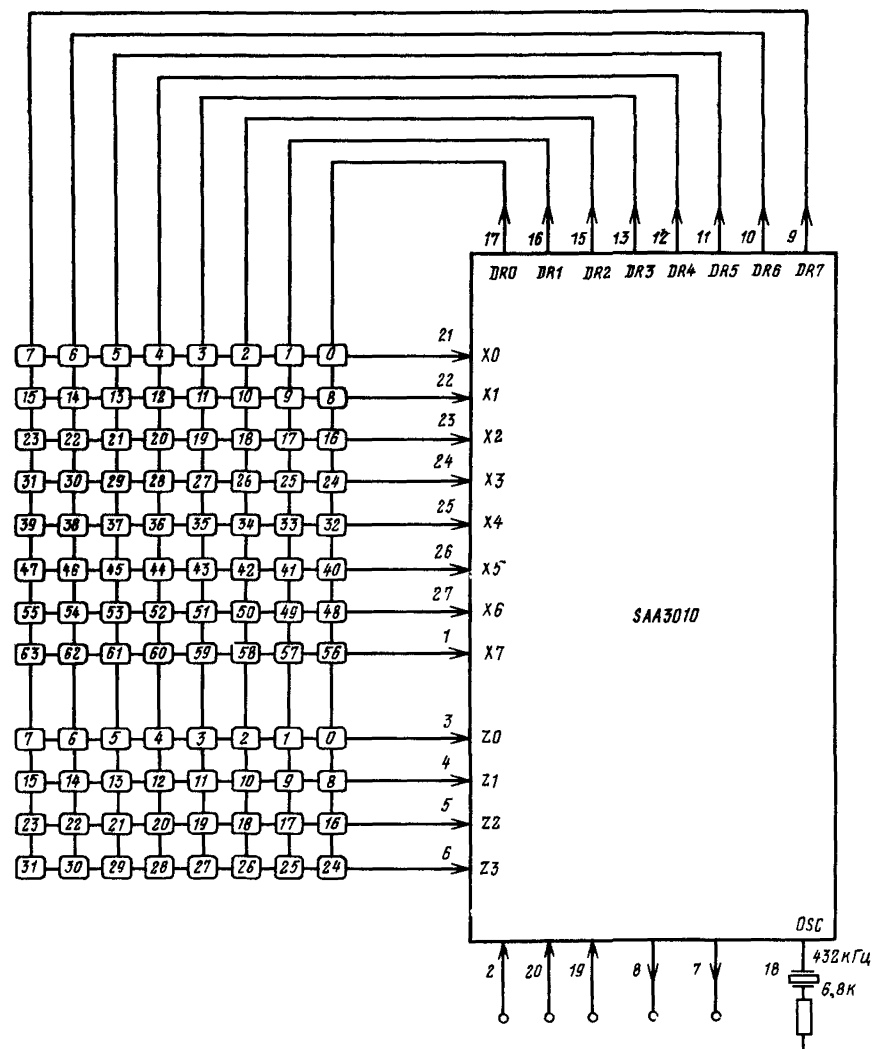 17 16 15 13 12 11 10 9
DR0 DR1 DR2 DR3 DR4 DR5 DR6 DR7
7 6 5 4 3 2 1 0 21 X0
15 14 13 12 11 10 9 8 22 X1
23 22 21 20 19 18 17 16 23 X2
31 30 29 28 27 26 25 24 24 X3
39 38 37 36 35 34 33 32 25 X4
47 46 45 44 43 42 41 40 26 X5
55 54 53 52 51 50 49 48 27 X6
SAA3010
63 62 61 60 59 58 57 56 1 X7
7 6 5 4 3 2 1 0 3 Z0
15 14 13 12 11 10 9 8 4 Z1
23 22 21 20 19 18 17 16 5 Z2
31 30 29 28 27 26 25 24 6 Z3
OSC
2 20 19 8 7 18 432кГц
6,8к